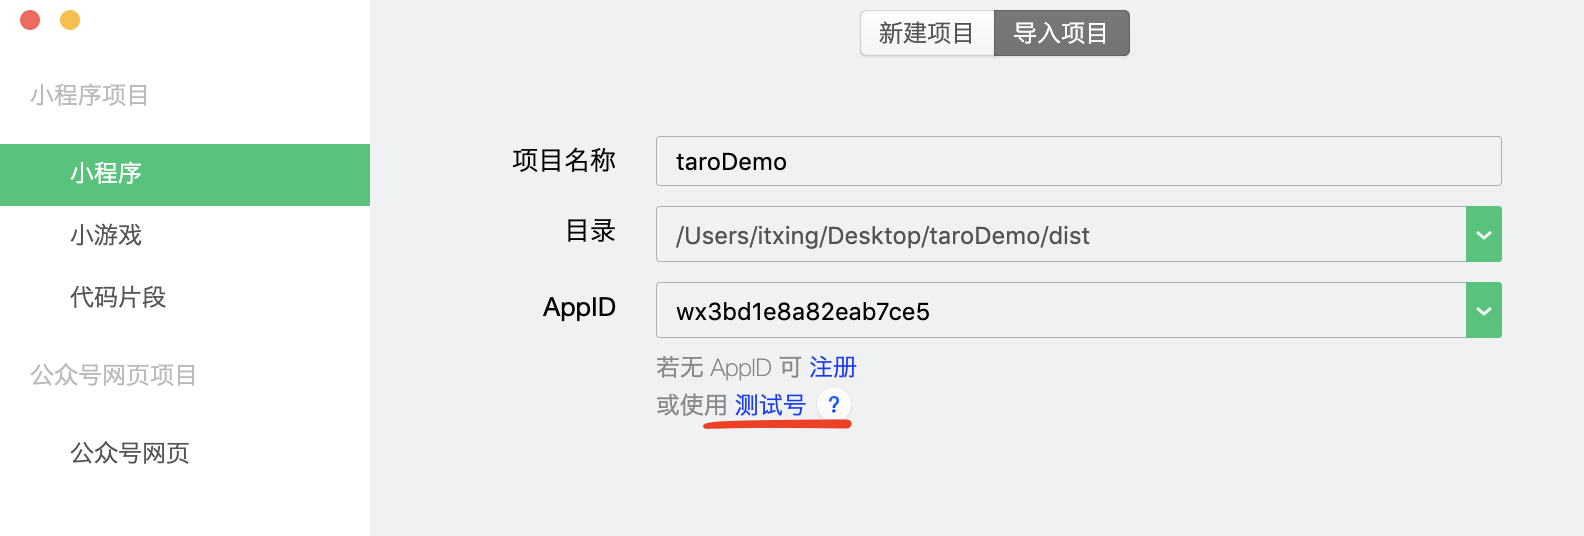 新建项目 导入项目
小程序项目
小程序
小游戏
代码片段
公众号网页项目
公众号网页
项目名称 taroDemo
目录 /Users/itxing/Desktop/taroDemo/dist
AppID wx3bd1e8a82eab7ce5
若无 AppID 可 注册
或使用 测试号 ?